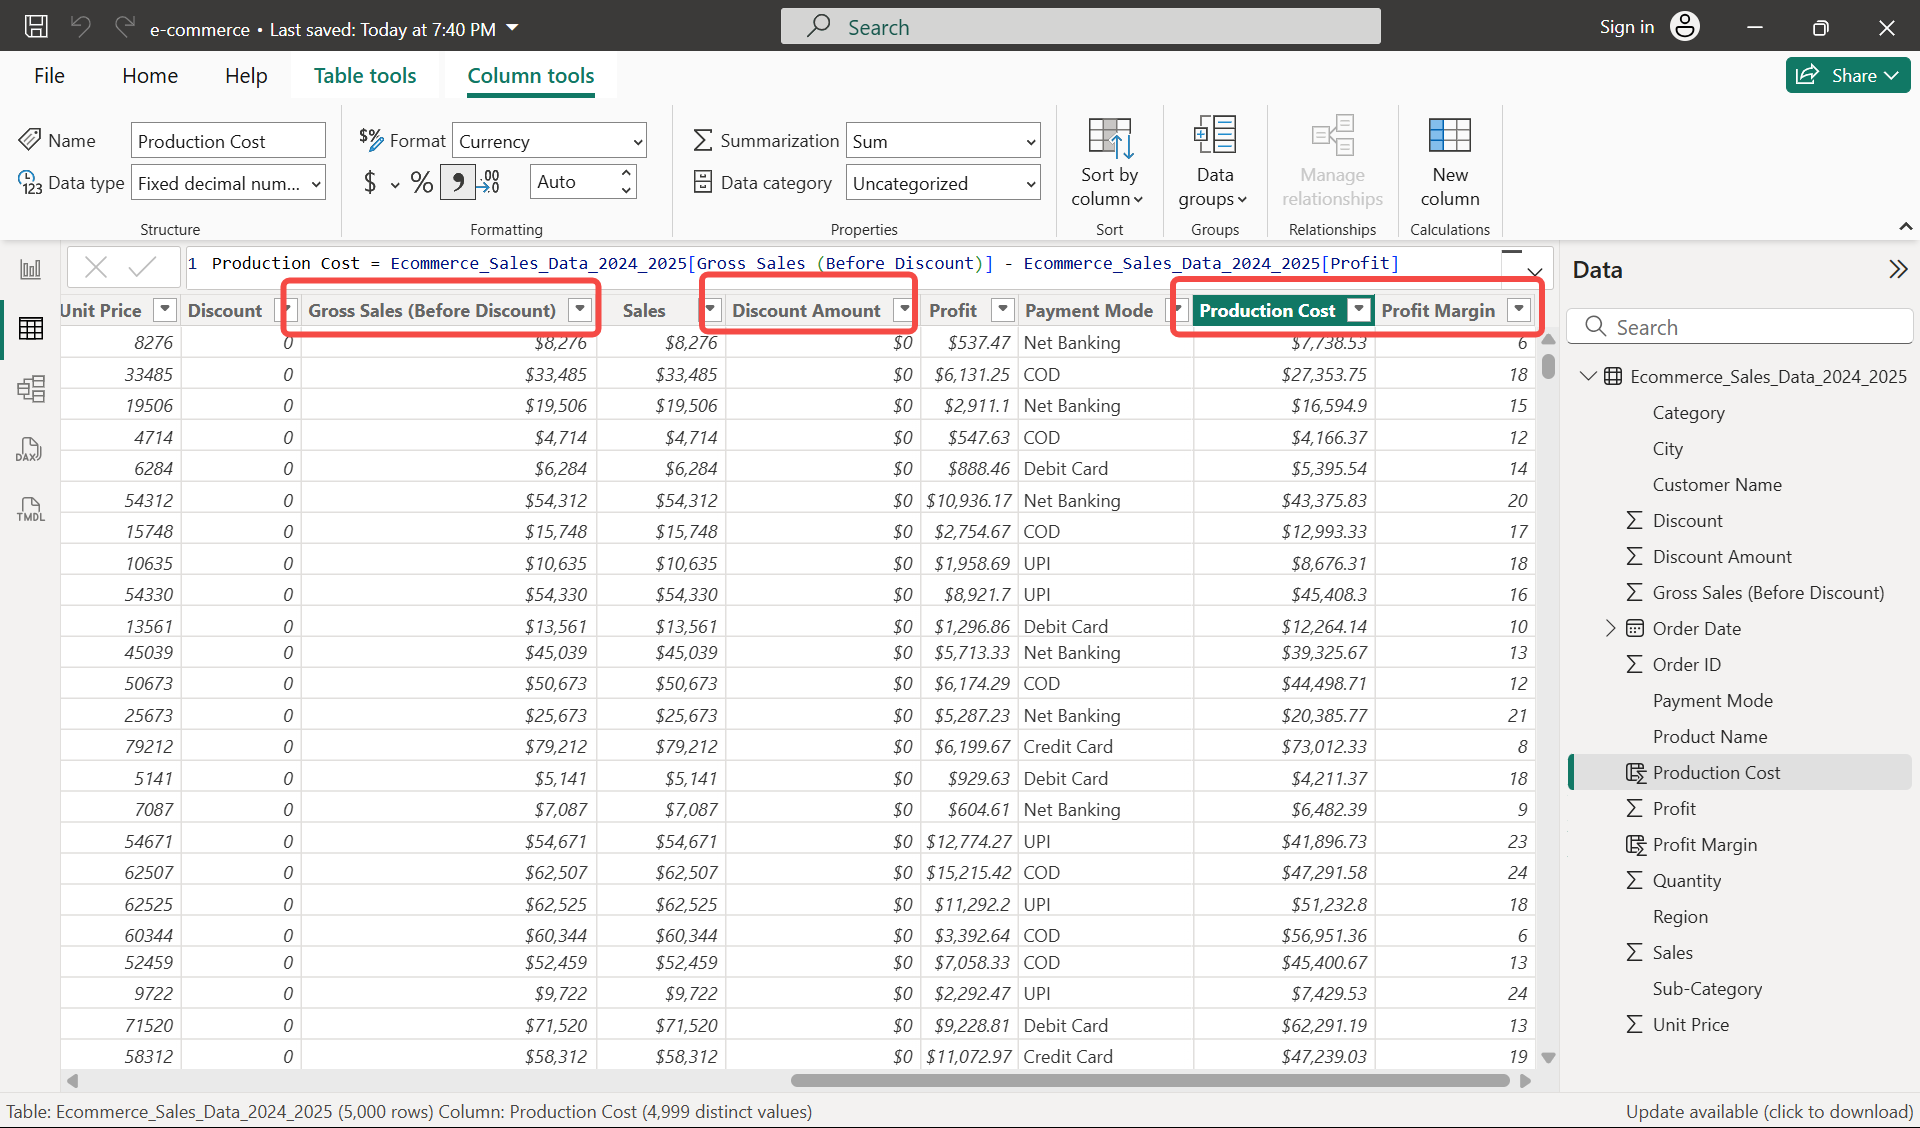 e-commerce • Last saved: Today at 7:40 PM
Search
Sign in
File Home Help Table tools Column tools
Share
Name Production Cost
Data type Fixed decimal num...
Structure
$% Format Currency
$ % 9 .00 Auto
Formatting
Summarization Sum
Data category Uncategorized
Properties
Sort by column
Sort
Data groups
Groups
Manage relationships
Relationships
New column
Calculations
1 Production Cost = Ecommerce_Sales_Data_2024_2025[Gross Sales (Before Discount)] - Ecommerce_Sales_Data_2024_2025[Profit]
Unit Price Discount Gross Sales (Before Discount) Sales Discount Amount Profit Payment Mode Production Cost Profit Margin
8276 0 $8,276 $8,276 $0 $537.47 Net Banking $7,738.53 6
33485 0 $33,485 $33,485 $0 $6,131.25 COD $27,353.75 18
19506 0 $19,506 $19,506 $0 $2,911.1 Net Banking $16,594.9 15
4714 0 $4,714 $4,714 $0 $547.63 COD $4,166.37 12
6284 0 $6,284 $6,284 $0 $888.46 Debit Card $5,395.54 14
54312 0 $54,312 $54,312 $0 $10,936.17 Net Banking $43,375.83 20
15748 0 $15,748 $15,748 $0 $2,754.67 COD $12,993.33 17
10635 0 $10,635 $10,635 $0 $1,958.69 UPI $8,676.31 18
54330 0 $54,330 $54,330 $0 $8,921.7 UPI $45,408.3 16
13561 0 $13,561 $13,561 $0 $1,296.86 Debit Card $12,264.14 10
45039 0 $45,039 $45,039 $0 $5,713.33 Net Banking $39,325.67 13
50673 0 $50,673 $50,673 $0 $6,174.29 COD $44,498.71 12
25673 0 $25,673 $25,673 $0 $5,287.23 Net Banking $20,385.77 21
79212 0 $79,212 $79,212 $0 $6,199.67 Credit Card $73,012.33 8
5141 0 $5,141 $5,141 $0 $929.63 Debit Card $4,211.37 18
7087 0 $7,087 $7,087 $0 $604.61 Net Banking $6,482.39 9
54671 0 $54,671 $54,671 $0 $12,774.27 UPI $41,896.73 23
62507 0 $62,507 $62,507 $0 $15,215.42 COD $47,291.58 24
62525 0 $62,525 $62,525 $0 $11,292.2 UPI $51,232.8 18
60344 0 $60,344 $60,344 $0 $3,392.64 COD $56,951.36 6
52459 0 $52,459 $52,459 $0 $7,058.33 COD $45,400.67 13
9722 0 $9,722 $9,722 $0 $2,292.47 UPI $7,429.53 24
71520 0 $71,520 $71,520 $0 $9,228.81 Debit Card $62,291.19 13
58312 0 $58,312 $58,312 $0 $11,072.97 Credit Card $47,239.03 19
DAX
TMDL
Data
Search
Ecommerce_Sales_Data_2024_2025
Category
City
Customer Name
Discount
Discount Amount
Gross Sales (Before Discount)
Order Date
Order ID
Payment Mode
Product Name
Production Cost
Profit
Profit Margin
Quantity
Region
Sales
Sub-Category
Unit Price
Table: Ecommerce_Sales_Data_2024_2025 (5,000 rows) Column: Production Cost (4,999 distinct values)
Update available (click to download)